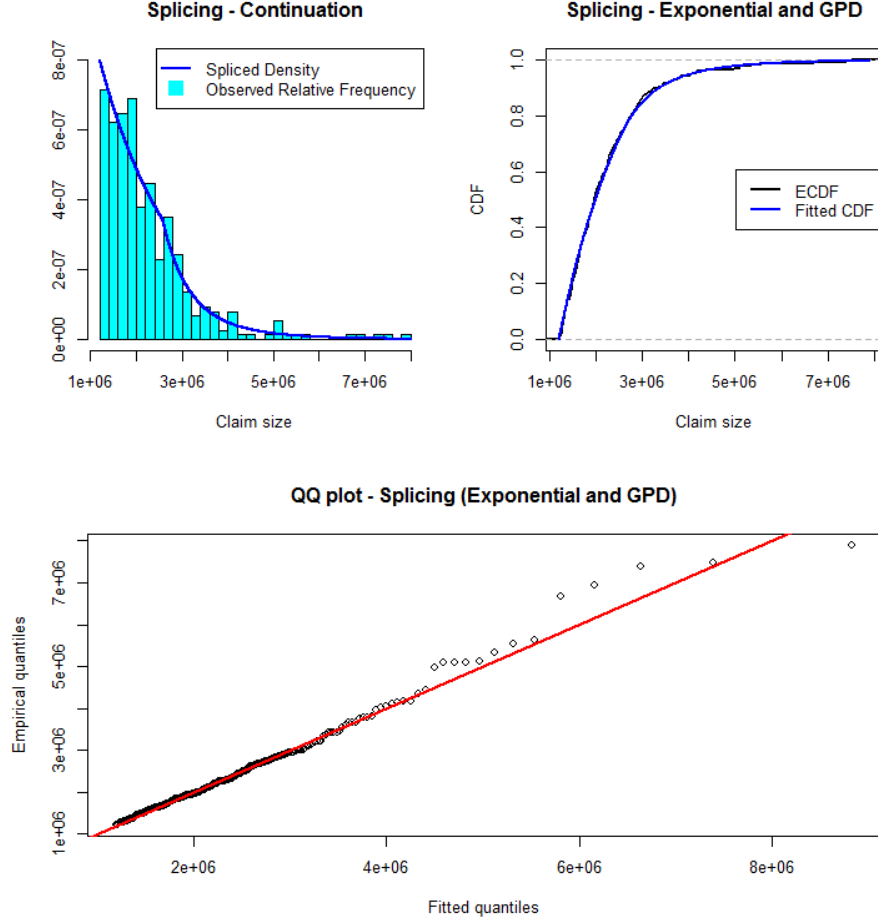 Splicing - Continuation
8e-07
6e-07
4e-07
2e-07
0e+00
Spliced Density
Observed Relative Frequency
1e+06 3e+06 5e+06 7e+06
Claim size
Splicing - Exponential and GPD
CDF
1.0
0.8
0.6
0.4
0.2
0.0
ECDF
Fitted CDF
1e+06 3e+06 5e+06 7e+06
Claim size
QQ plot - Splicing (Exponential and GPD)
Empirical quantiles
7e+06
5e+06
3e+06
1e+06
2e+06 4e+06 6e+06 8e+06
Fitted quantiles